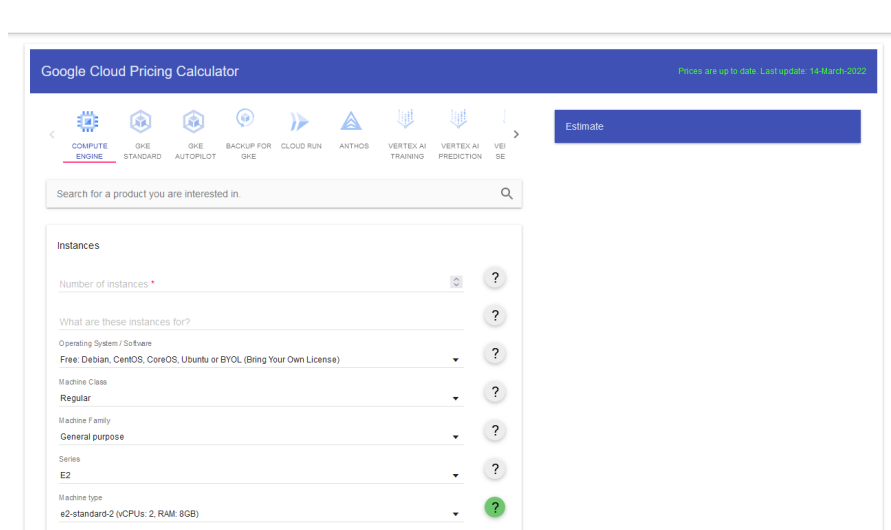 Google Cloud Pricing Calculator
Prices are up to date. Last update: 14-March-2022
COMPUTE ENGINE
GKE STANDARD
GKE AUTOPILOT
BACKUP FOR GKE
CLOUD RUN
ANTHOS
VERTEX AI TRAINING
VERTEX AI PREDICTION
VE
SE
Estimate
Search for a product you are interested in.
Instances
Number of instances *
?
What are these instances for?
?
Operating System / Software
Free: Debian, CentOS, CoreOS, Ubuntu or BYOL (Bring Your Own License)
?
Machine Class
Regular
?
Machine Family
General purpose
?
Series
E2
?
Machine type
e2-standard-2 (vCPUs: 2, RAM: 8GB)
?